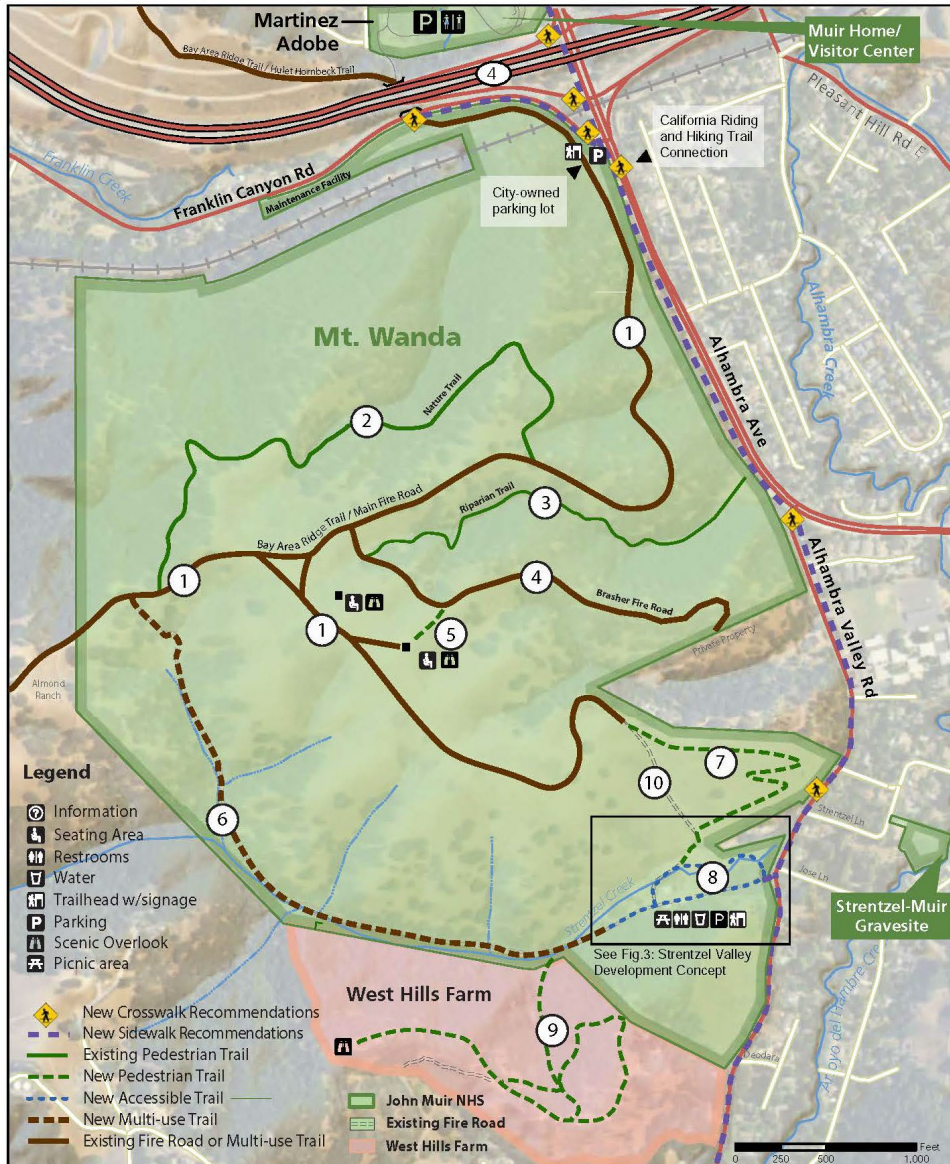 Martinez
Adobe
P
Muir Home/
Visitor Center
Bay Area Ridge Trail / Hulet Hornbeck Trail
4
Pleasant Hill Rd E
California Riding
and Hiking Trail
Connection
Franklin Creek
Franklin Canyon Rd
Maintenance Facility
P
City-owned
parking lot
Mt. Wanda
1
Alhambra Ave
Alhambra Creek
2
Nature Trail
Bay Area Ridge Trail / Main Fire Road
Riparian Trail
3
1
4
Brasher Fire Road
1
5
Private Property
Alhambra Valley Rd
Almond
Ranch
7
10
6
Strentzel Ln
8
Jose Ln
Strentzel Creek
P
Strentzel-Muir
Gravesite
See Fig.3: Strentzel Valley
Development Concept
West Hills Farm
9
Deodara
Arroyo del Hambre Cre
Legend
? Information
Seating Area
Restrooms
Water
Trailhead w/signage
P Parking
Scenic Overlook
Picnic area
New Crosswalk Recommendations
New Sidewalk Recommendations
Existing Pedestrian Trail
New Pedestrian Trail
New Accessible Trail
New Multi-use Trail
Existing Fire Road or Multi-use Trail
John Muir NHS
Existing Fire Road
West Hills Farm
Feet
0 250 500 1,000